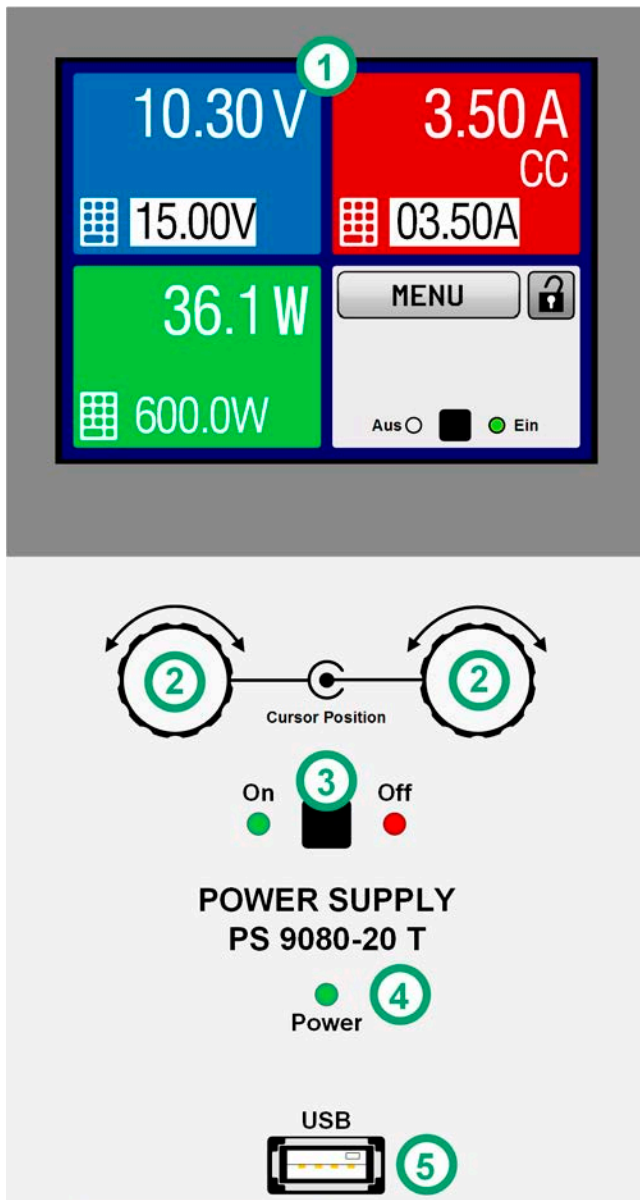 1
10.30 V
3.50 A
CC
15.00V
03.50A
36.1 W
MENU
600.0W
Aus
Ein
2
2
Cursor Position
3
On
Off
POWER SUPPLY
PS 9080-20 T
4
Power
USB
5